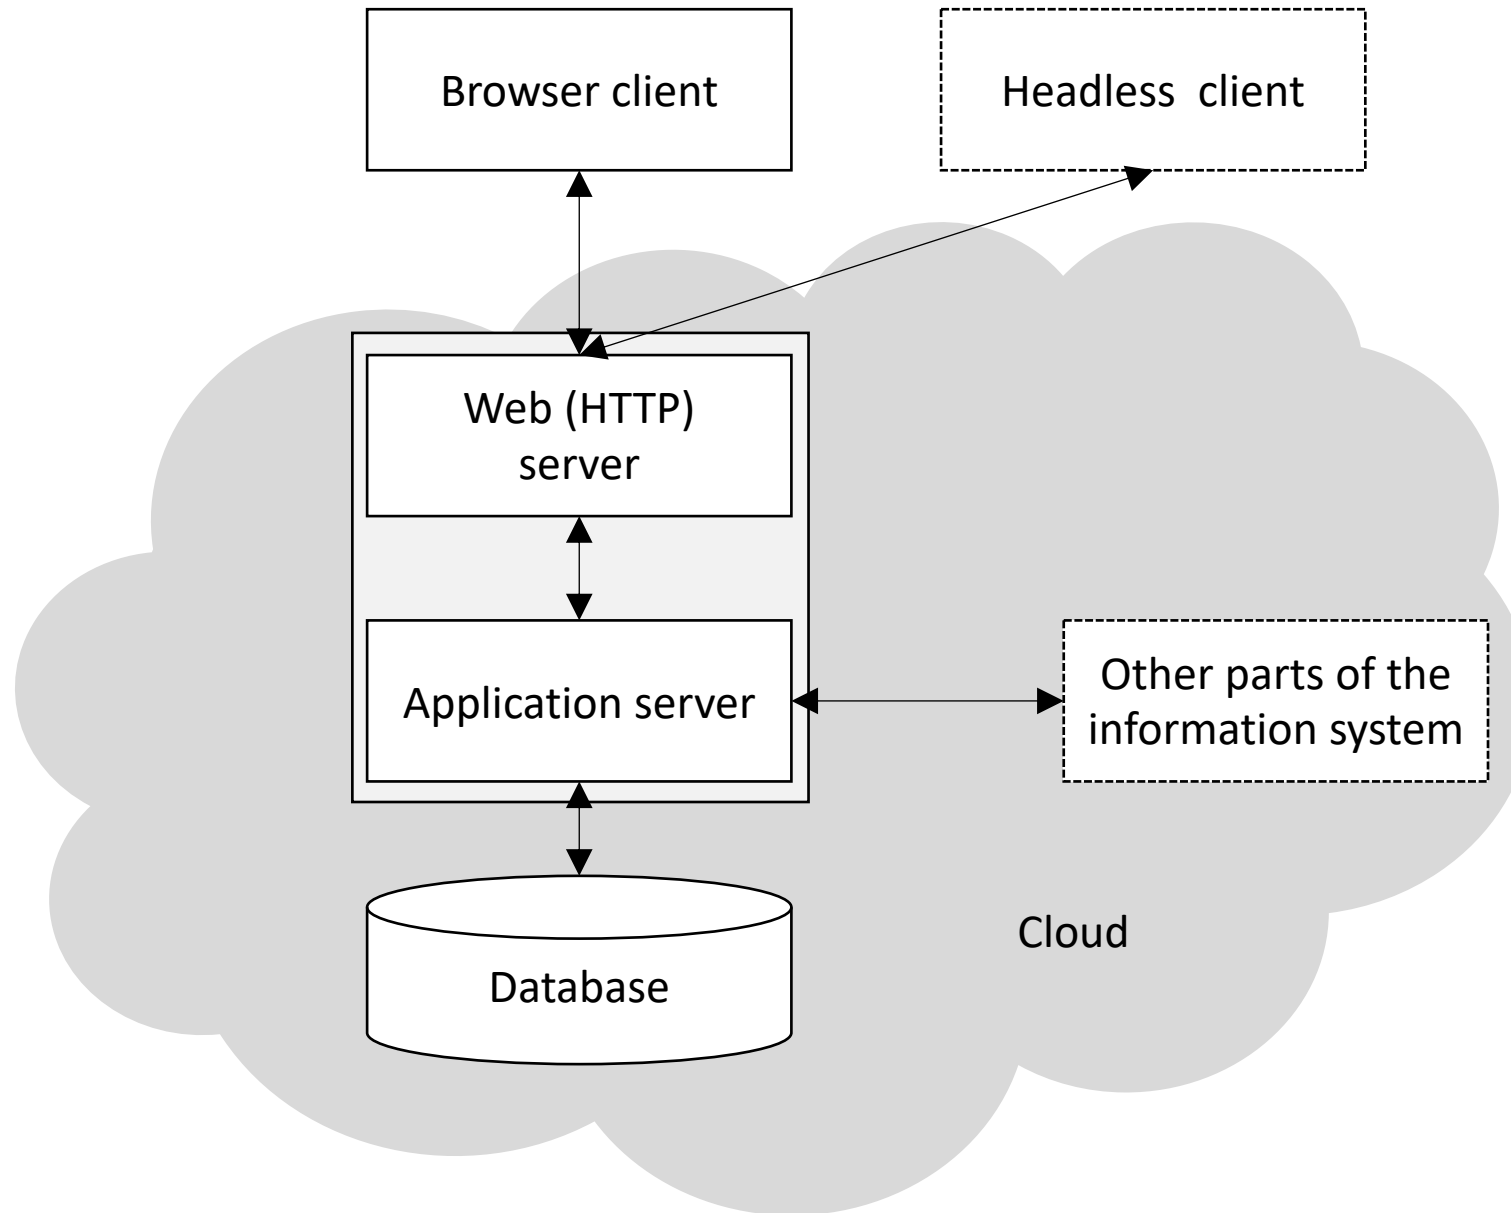 Browser client
Headless  client
Web (HTTP)
server
Application server
Other parts of the
information system
Cloud
Database